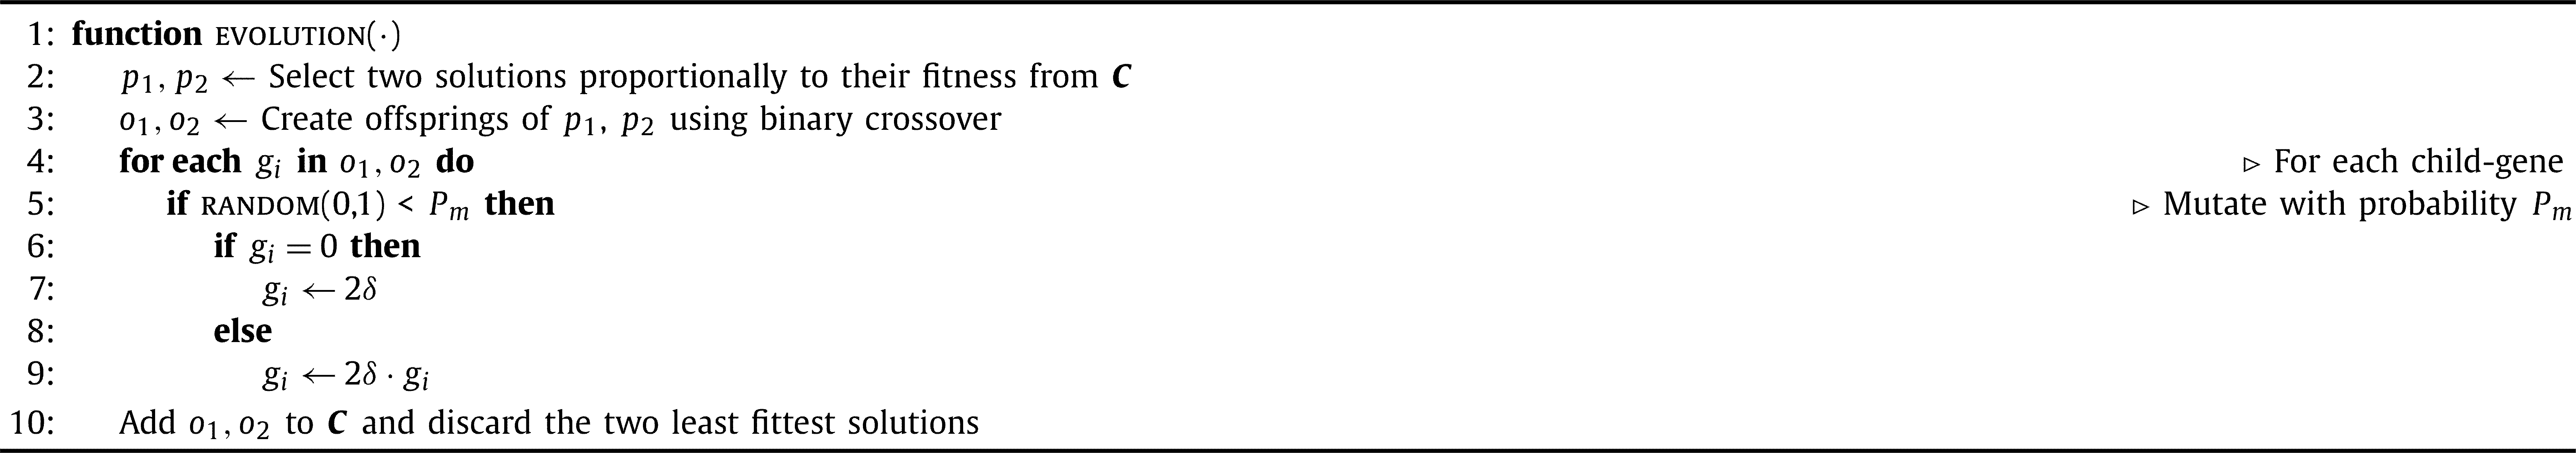 1: function EVOLUTION(·)
2: p₁, p₂ ← Select two solutions proportionally to their fitness from C
3: o₁, o₂ ← Create offsprings of p₁, p₂ using binary crossover
4: for each gᵢ in o₁, o₂ do ▷ For each child-gene
5: if RANDOM(0,1) < Pₘ then ▷ Mutate with probability Pₘ
6: if gᵢ = 0 then
7: gᵢ ← 2δ
8: else
9: gᵢ ← 2δ · gᵢ
10: Add o₁, o₂ to C and discard the two least fittest solutions